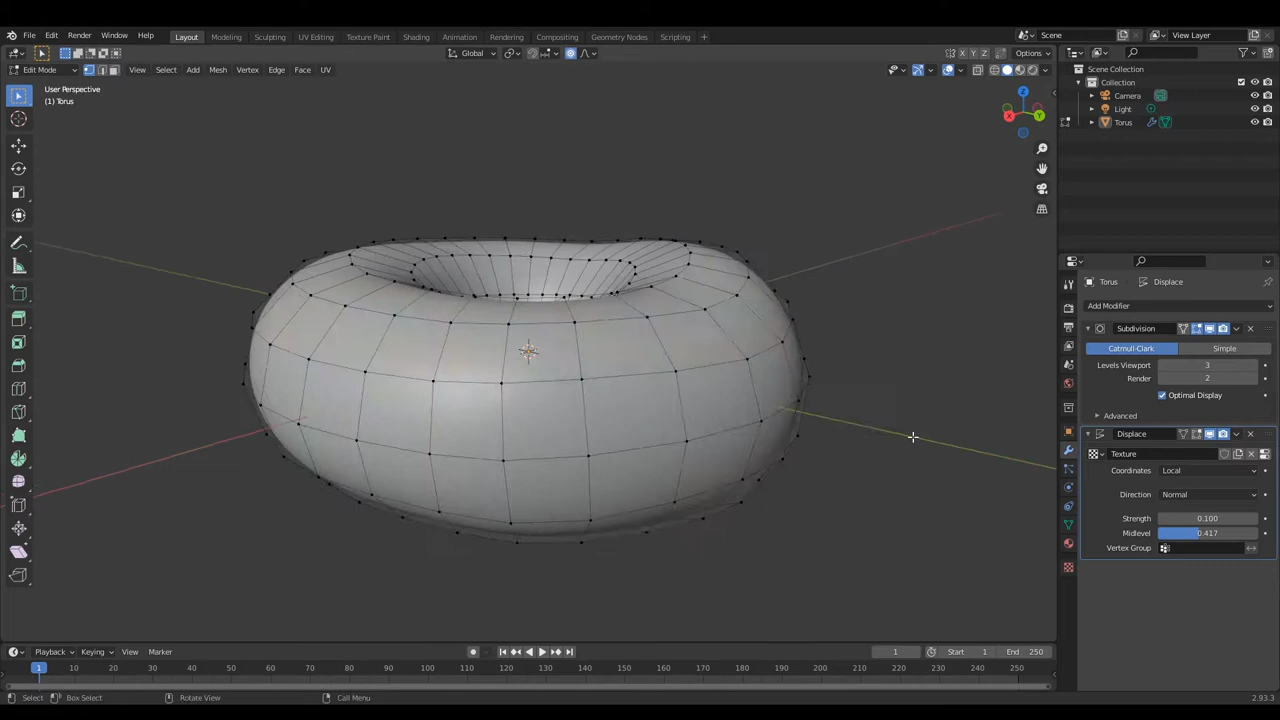 File Edit Render Window Help Layout Modeling Sculpting UV Editing Texture Paint Shading Animation Rendering Compositing Geometry Nodes Scripting Scene View Layer
Global Options
Edit Mode View Select Add Mesh Vertex Edge Face UV X Y Z
User Perspective
(1) Torus
Z
X Y
Scene Collection
Collection
Camera
Light
Torus
Torus Displace
Add Modifier
Subdivision
Catmull-Clark Simple
Levels Viewport 3
Render 2
Optimal Display
Advanced
Displace
Texture
Coordinates Local
Direction Normal
Strength 0.100
Midlevel 0.417
Vertex Group
Playback Keying View Marker 1 Start 1 End 250
1 10 20 30 40 50 60 70 80 90 100 110 120 130 140 150 160 170 180 190 200 210 220 230 240 250
Select Box Select Rotate View Call Menu 2.93.3